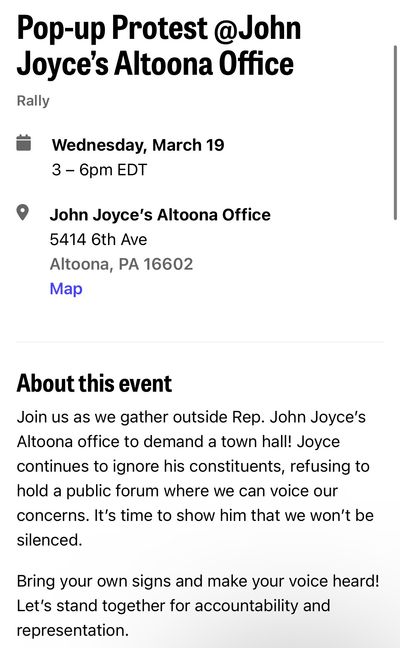 Pop-up Protest @John
Joyce’s Altoona Office
Rally
Wednesday, March 19
3 – 6pm EDT
John Joyce’s Altoona Office
5414 6th Ave
Altoona, PA 16602
Map
About this event
Join us as we gather outside Rep. John Joyce’s
Altoona office to demand a town hall! Joyce
continues to ignore his constituents, refusing to
hold a public forum where we can voice our
concerns. It’s time to show him that we won’t be
silenced.
Bring your own signs and make your voice heard!
Let’s stand together for accountability and
representation.